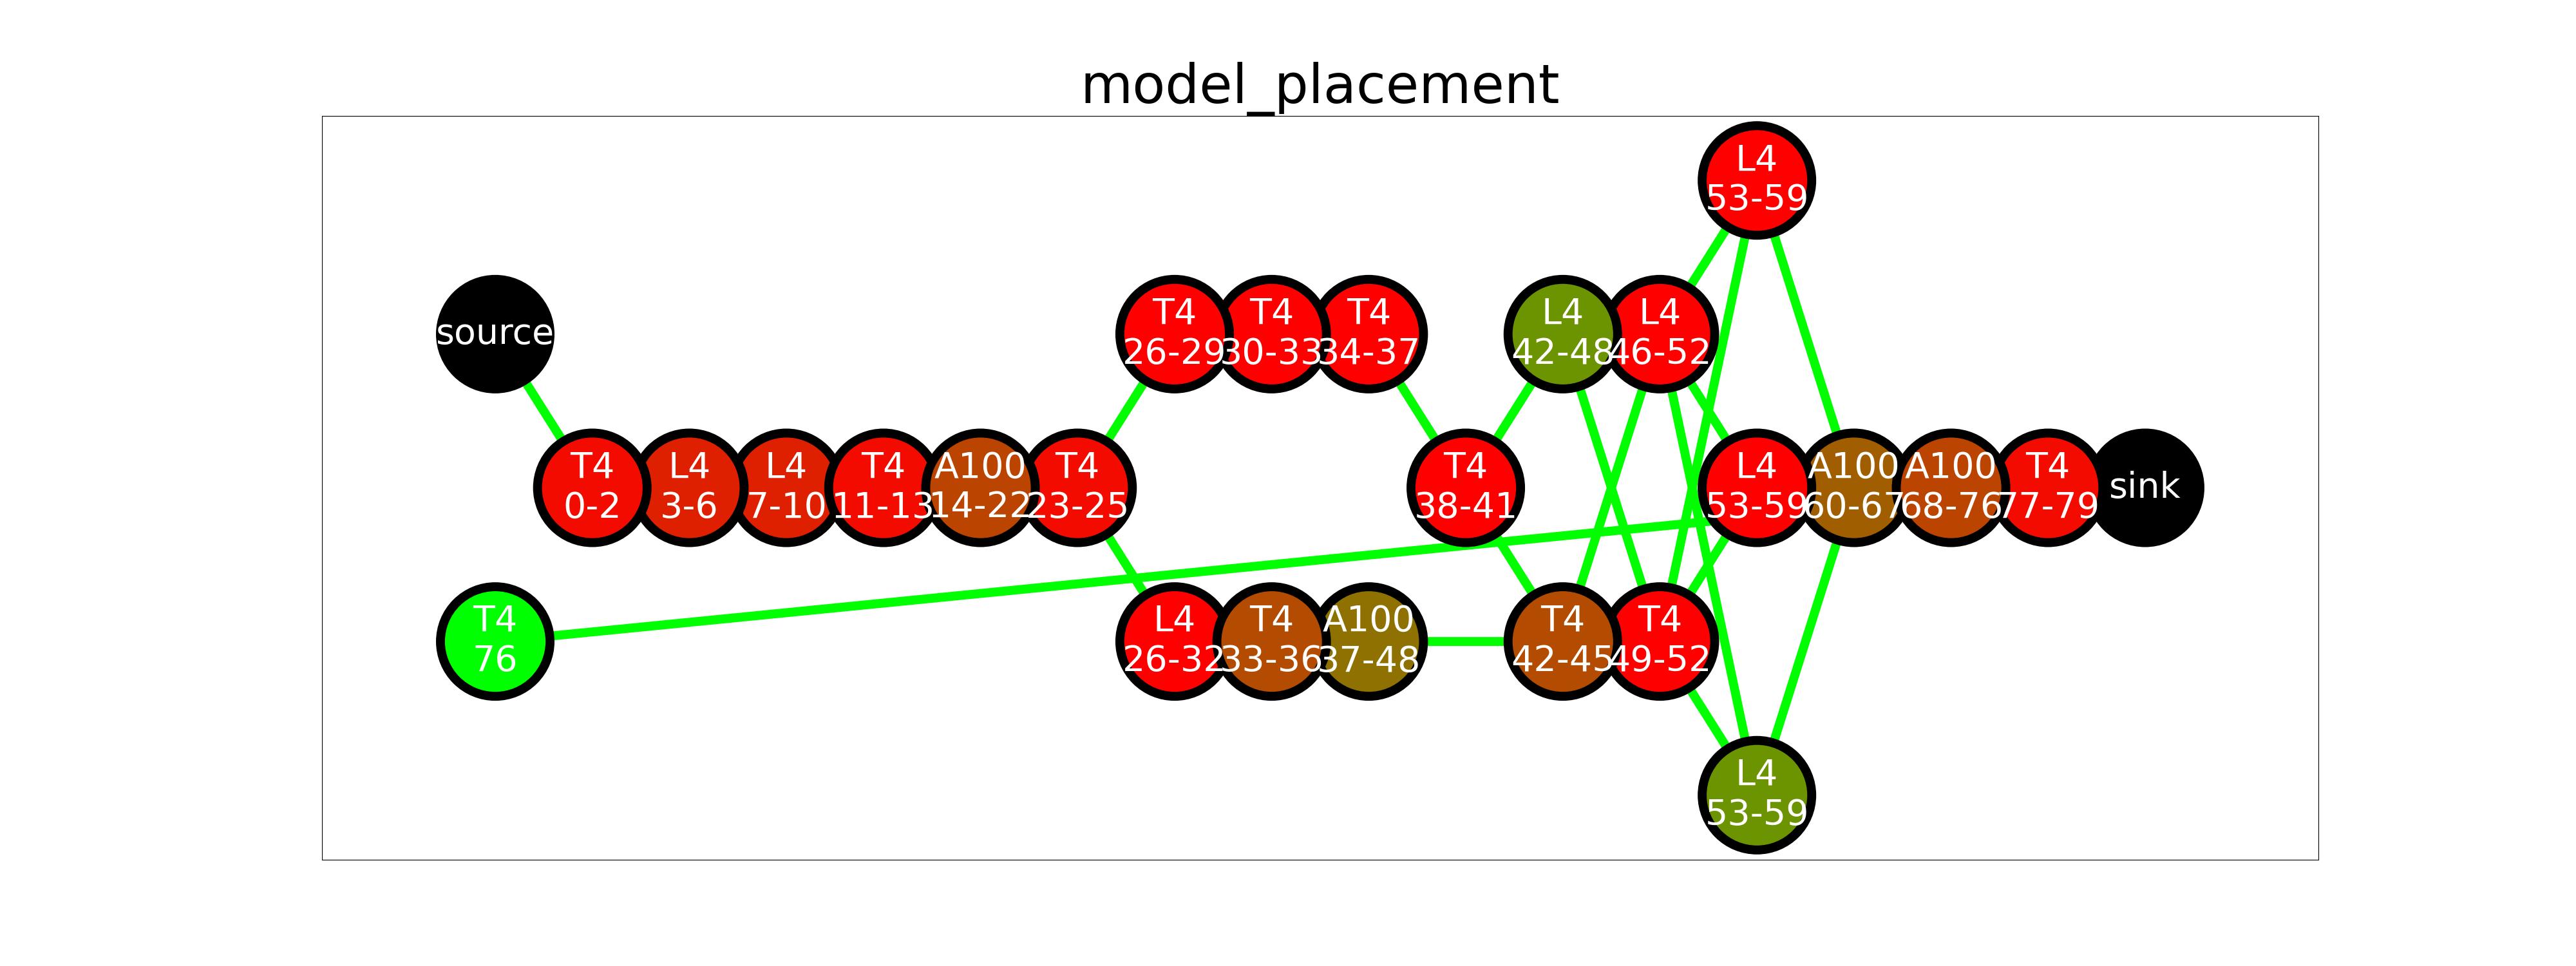 model_placement
L4
53-59
source
T4
26-29
T4
30-33
T4
34-37
L4
42-48
L4
46-52
T4
0-2
L4
3-6
L4
7-10
T4
11-13
A100
14-22
T4
23-25
T4
38-41
L4
53-59
A100
60-67
A100
68-76
T4
77-79
sink
T4
76
L4
26-32
T4
33-36
A100
37-48
T4
42-45
T4
49-52
L4
53-59